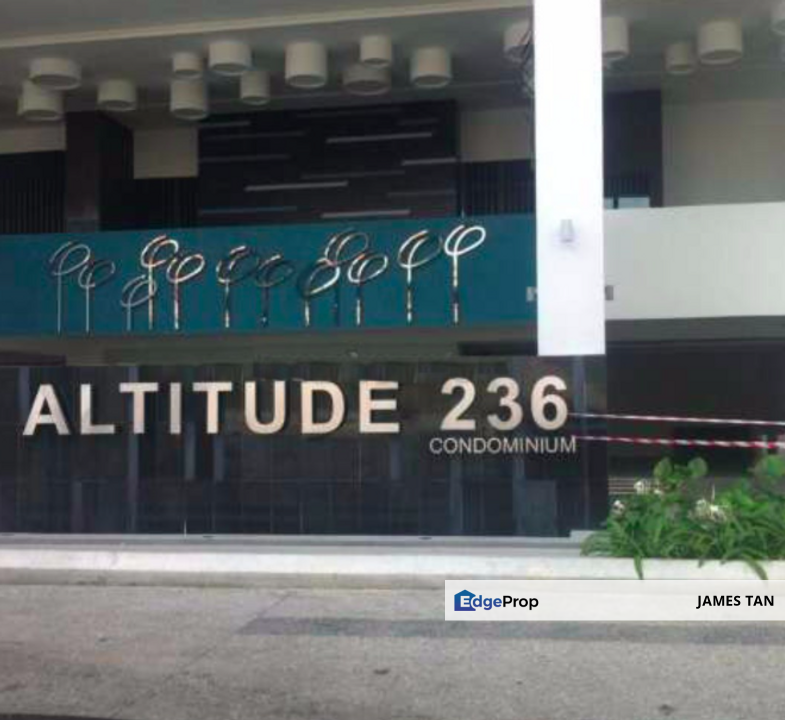 ALTITUDE 236
CONDOMINIUM
EdgeProp
JAMES TAN